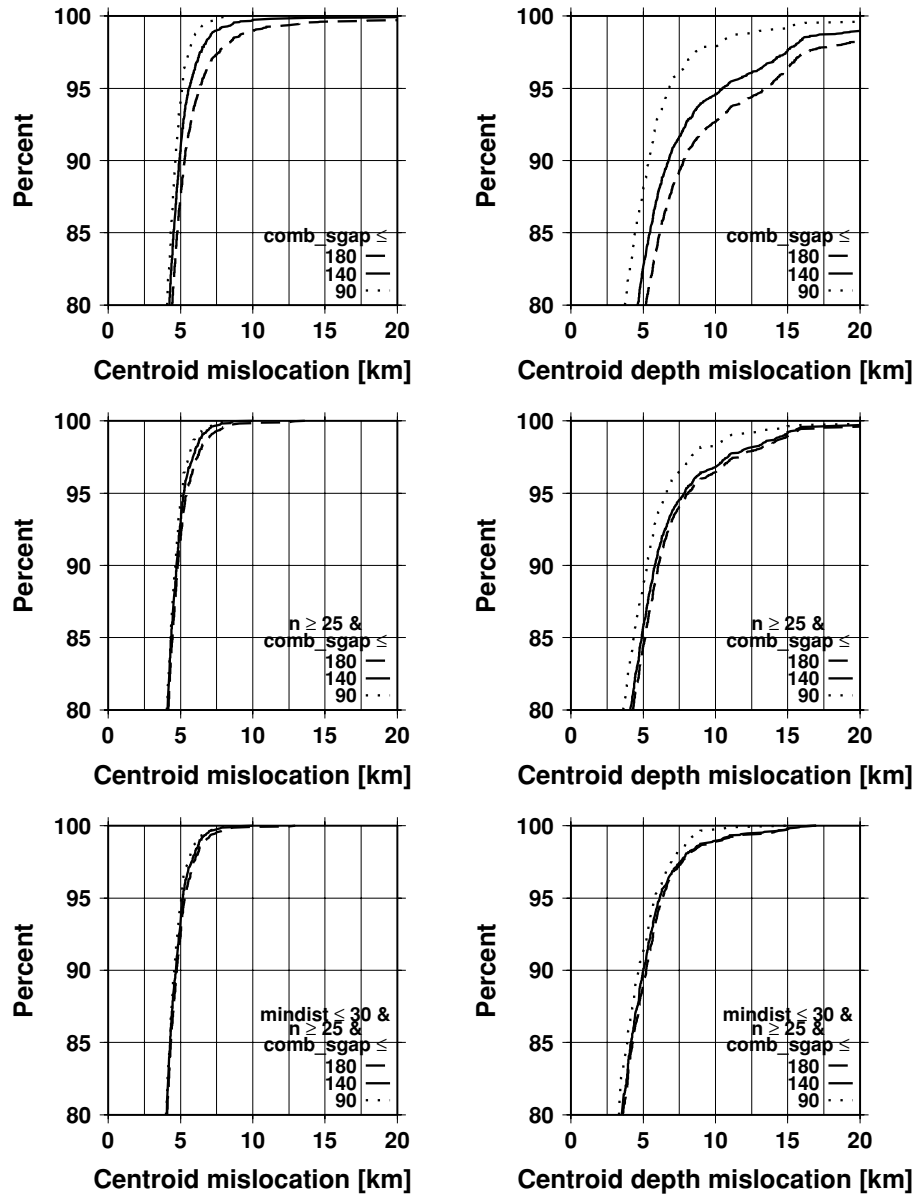 100
95
90
85
80
Percent
comb_sgap ≤
180
140
90
0 5 10 15 20
Centroid mislocation [km]
100
95
90
85
80
Percent
comb_sgap ≤
180
140
90
0 5 10 15 20
Centroid depth mislocation [km]
100
95
90
85
80
Percent
n ≥ 25 &
comb_sgap ≤
180
140
90
0 5 10 15 20
Centroid mislocation [km]
100
95
90
85
80
Percent
n ≥ 25 &
comb_sgap ≤
180
140
90
0 5 10 15 20
Centroid depth mislocation [km]
100
95
90
85
80
Percent
mindist ≤ 30 &
n ≥ 25 &
comb_sgap ≤
180
140
90
0 5 10 15 20
Centroid mislocation [km]
100
95
90
85
80
Percent
mindist ≤ 30 &
n ≥ 25 &
comb_sgap ≤
180
140
90
0 5 10 15 20
Centroid depth mislocation [km]